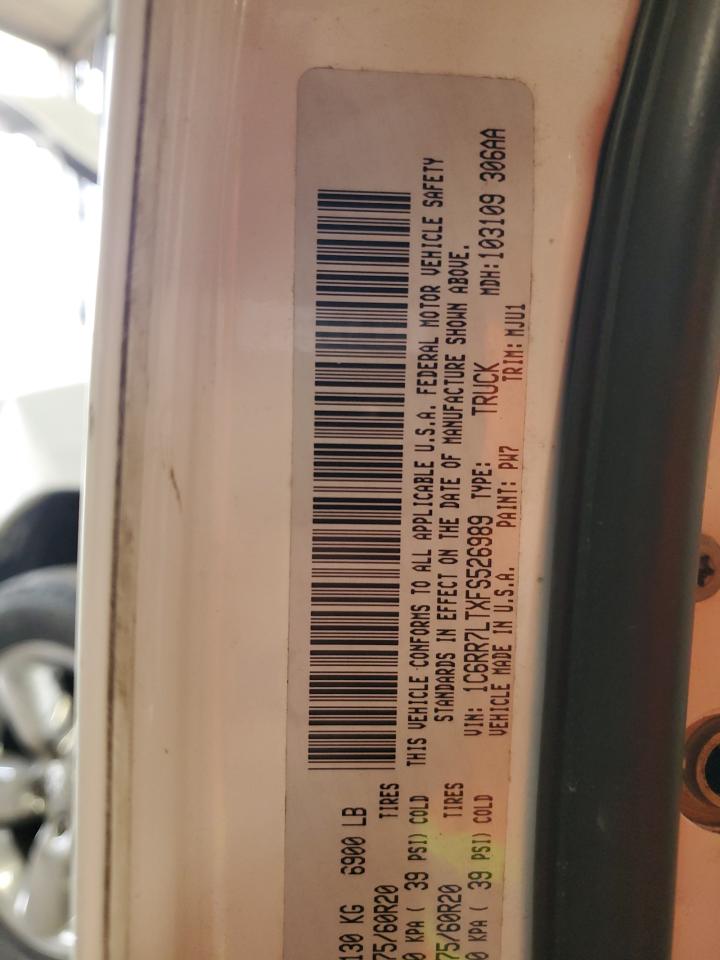 130 KG 6900 LB
75/60R20 TIRES
0 KPA ( 39 PSI) COLD
75/60R20 TIRES
0 KPA ( 39 PSI) COLD
THIS VEHICLE CONFORMS TO ALL APPLICABLE U.S.A. FEDERAL MOTOR VEHICLE SAFETY
STANDARDS IN EFFECT ON THE DATE OF MANUFACTURE SHOWN ABOVE.
VIN: 1C6RR7LTXFS526989 TYPE: TRUCK MDH:103109 306AA
VEHICLE MADE IN U.S.A. PAINT: PW7 TRIM: MJU1